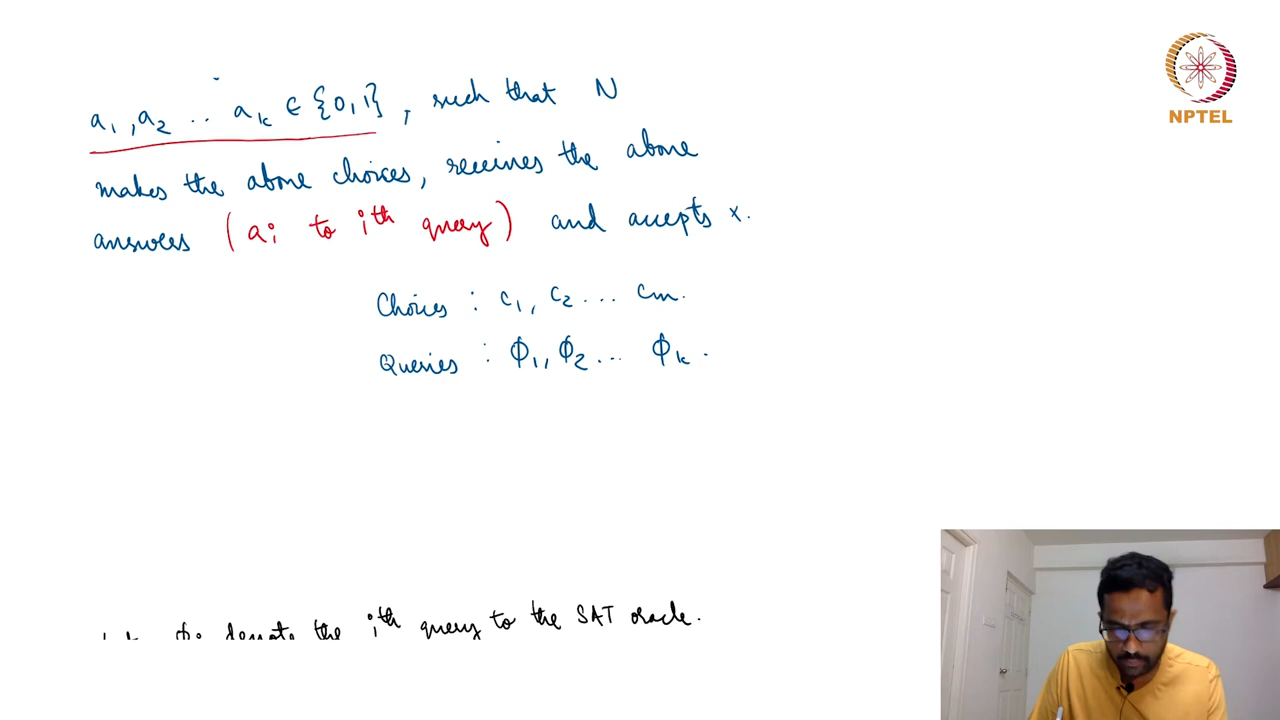 a₁, a₂ .. aₖ ∈ {0,1}, such that N
makes the above choices, receives the above
answers (aᵢ to ith query) and accepts x.
Choices : c₁, c₂ ... cm.
Queries : ϕ₁, ϕ₂ ... ϕₖ.
denote the ith query to the SAT oracle.
NPTEL